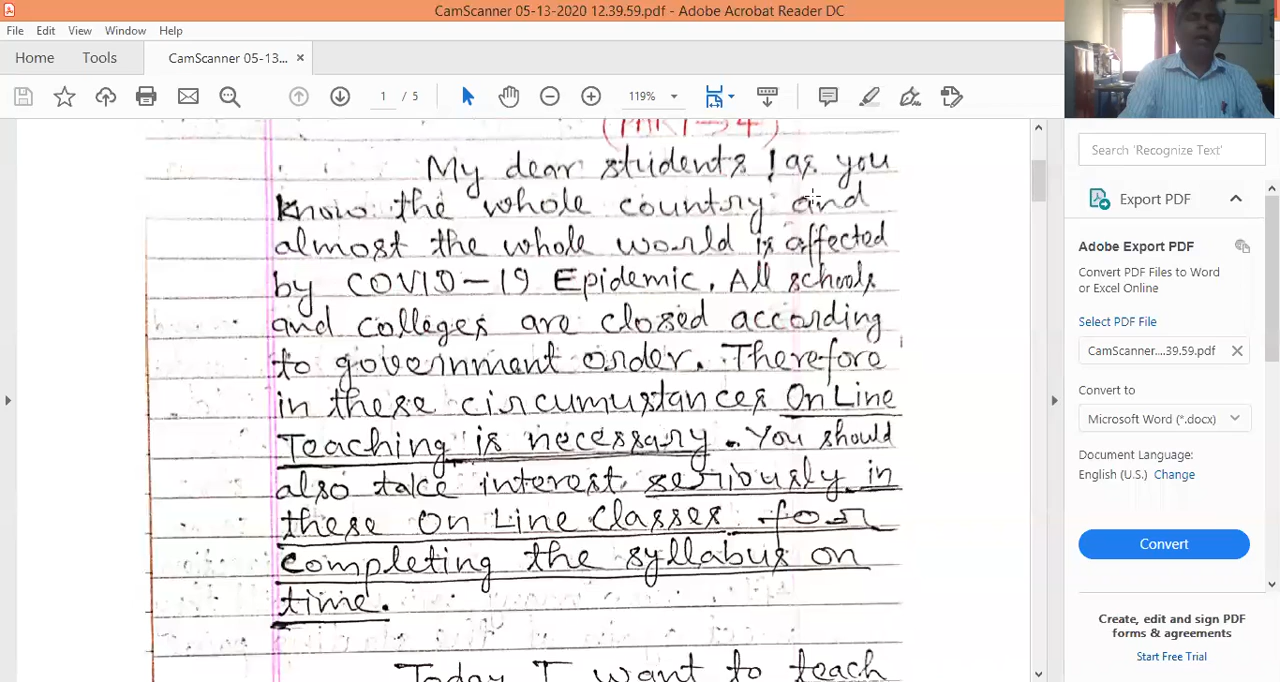 CamScanner 05-13-2020 12.39.59.pdf - Adobe Acrobat Reader DC
File Edit View Window Help
Home Tools CamScanner 05-13... ×
1 / 5 119%
(PART-4)
My dear students ! as you
know the whole country and
almost the whole world is affected
by COVID-19 Epidemic. All schools
and colleges are closed according
to government order. Therefore
in these circumustances On Line
Teaching is necessary. You should
also take interest seriously in
these On Line Classes for
completing the syllabus on
time.
Today I want to teach
Search 'Recognize Text'
Export PDF
Adobe Export PDF
Convert PDF Files to Word
or Excel Online
Select PDF File
CamScanner....39.59.pdf ×
Convert to
Microsoft Word (*.docx)
Document Language:
English (U.S.) Change
Convert
Create, edit and sign PDF
forms & agreements
Start Free Trial